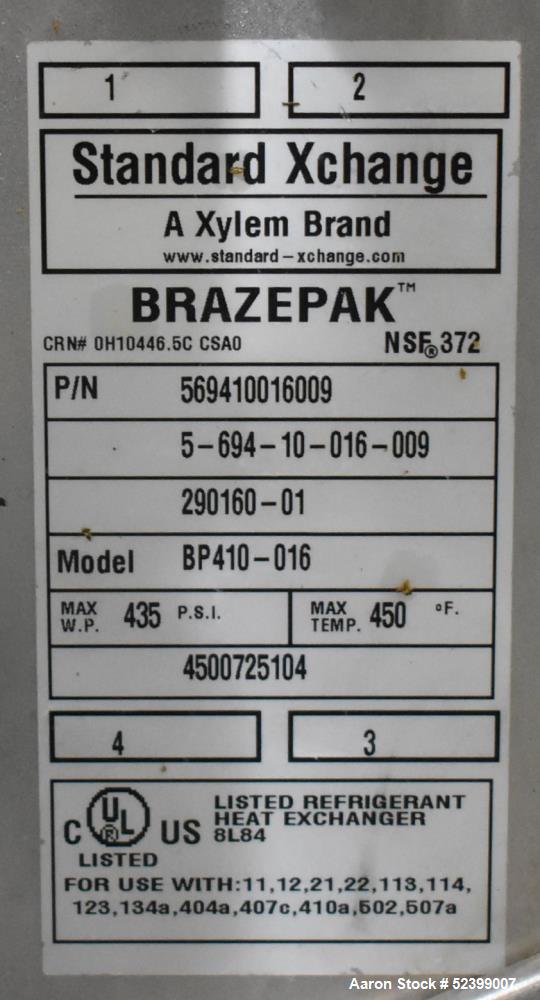 1 2
Standard Xchange
A Xylem Brand
www.standard-xchange.com
BRAZEPAK™
CRN# 0H10446.5C CSA0 NSF® 372
P/N 569410016009
5-694-10-016-009
290160-01
Model BP410-016
MAX W.P. 435 P.S.I. MAX TEMP. 450 °F.
4500725104
4 3
C UL® US LISTED REFRIGERANT
HEAT EXCHANGER
8L84
LISTED
FOR USE WITH:11,12,21,22,113,114,
123,134a,404a,407c,410a,502,507a
Aaron Stock # 52399007